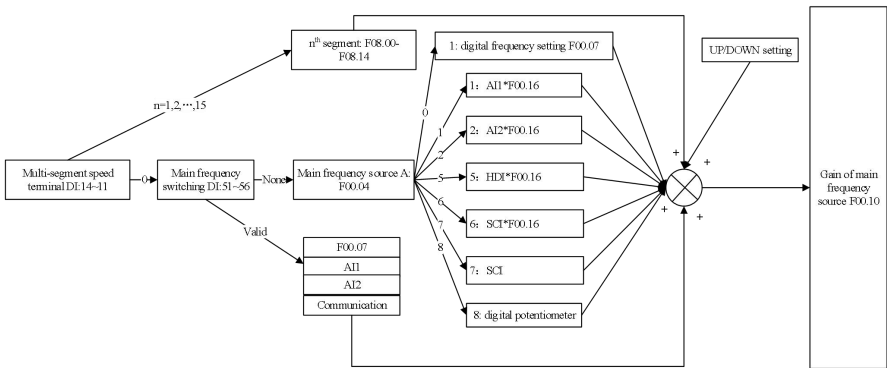 nth segment: F08.00-
F08.14
1: digital frequency setting F00.07
UP/DOWN setting
n=1,2,···,15
0
1
2
5
6
7
8
1: AI1*F00.16
2: AI2*F00.16
5: HDI*F00.16
6: SCI*F00.16
7: SCI
8: digital potentiometer
Multi-segment speed
terminal DI:14~11
0
Main frequency
switching DI:51~56
None
Main frequency source A:
F00.04
Valid
F00.07
AI1
AI2
Communication
+
+
+
+
Gain of main
frequency
source F00.10